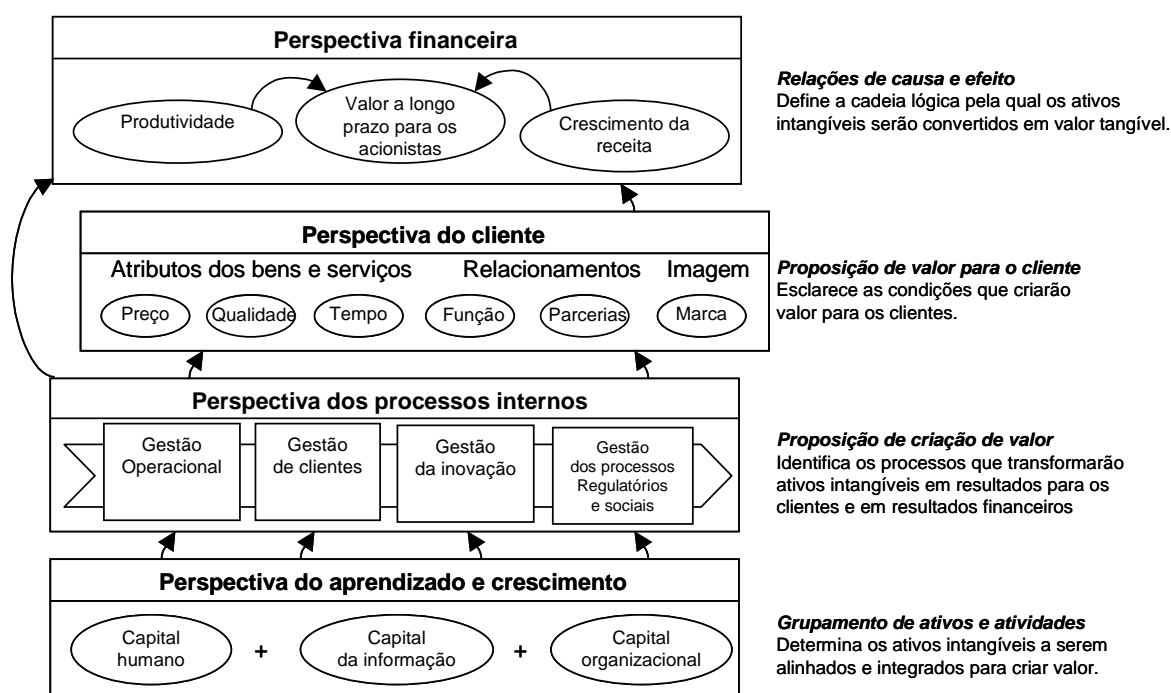 Perspectiva financeira
Produtividade
Valor a longo
prazo para os
acionistas
Crescimento da
receita
Relações de causa e efeito
Define a cadeia lógica pela qual os ativos
intangíveis serão convertidos em valor tangível.
Perspectiva do cliente
Atributos dos bens e serviços
Relacionamentos
Imagem
Preço
Qualidade
Tempo
Função
Parcerias
Marca
Proposição de valor para o cliente
Esclarece as condições que criarão
valor para os clientes.
Perspectiva dos processos internos
Gestão
Operacional
Gestão
de clientes
Gestão
da inovação
Gestão
dos processos
Regulatórios
e sociais
Proposição de criação de valor
Identifica os processos que transformarão
ativos intangíveis em resultados para os
clientes e em resultados financeiros
Perspectiva do aprendizado e crescimento
Capital
humano
+
Capital
da informação
+
Capital
organizacional
Grupamento de ativos e atividades
Determina os ativos intangíveis a serem
alinhados e integrados para criar valor.